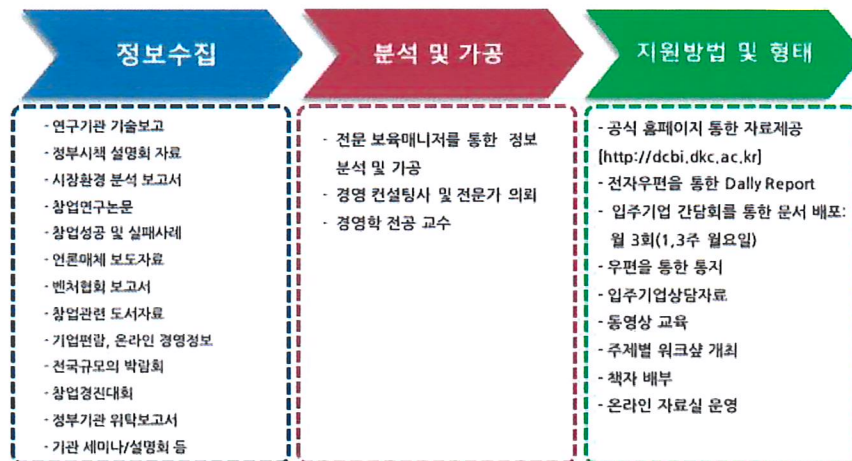 정보수집
- 연구기관 기술보고
- 정부시책 설명회 자료
- 시장환경 분석 보고서
- 창업연구논문
- 창업성공 및 실패사례
- 언론매체 보도자료
- 벤처협회 보고서
- 창업관련 도서자료
- 기업편람, 온라인 경영정보
- 전국규모의 박람회
- 창업경진대회
- 정부기관 위탁보고서
- 기관 세미나/설명회 등
분석 및 가공
- 전문 보육매니저를 통한 정보
분석 및 가공
- 경영 컨설팅사 및 전문가 의뢰
- 경영학 전공 교수
지원방법 및 형태
- 공식 홈페이지 통한 자료제공
[http://dcbi.dkc.ac.kr]
- 전자우편을 통한 Dally Report
- 입주기업 간담회를 통한 문서 배포:
월 3회(1,3주 월요일)
- 우편을 통한 통지
- 입주기업상담자료
- 동영상 교육
- 주제별 워크샾 개최
- 책자 배부
- 온라인 자료실 운영